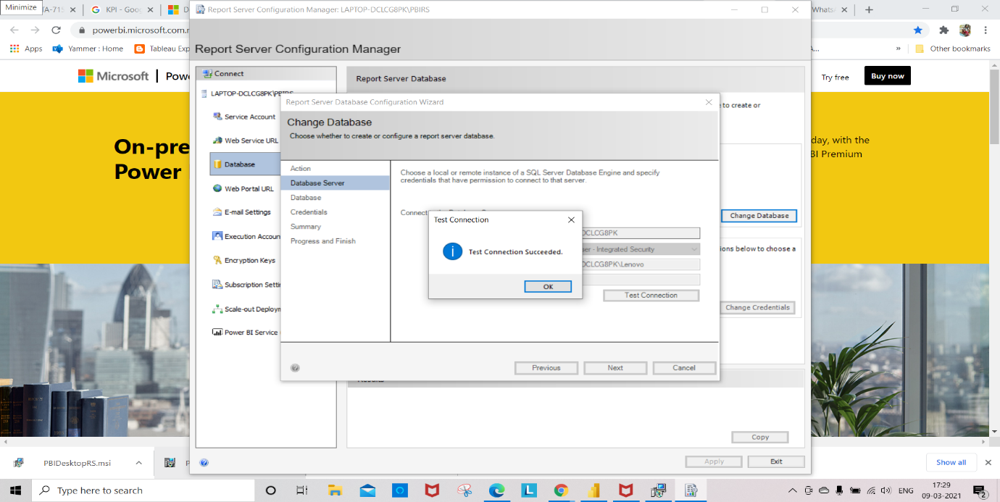 Minimize
TA-715
KPI - Goo
D
Report Server Configuration Manager: LAPTOP-DCLCG8PK\PBIRS
Whats
powerbi.microsoft.com
Apps
Yammer : Home
Tableau Exp
A...
»
Other bookmarks
Report Server Configuration Manager
Microsoft
Pow
Try free
Buy now
Connect
Report Server Database
LAPTOP-DCLCG8PK\PBIRS
Service Account
Web Service URL
Database
Web Portal URL
E-mail Settings
Execution Accoun
Encryption Keys
Subscription Settin
Scale-out Deploym
Power BI Service
On-pre
Power
day, with the
BI Premium
Report Server Database Configuration Wizard
to create or
Change Database
Choose whether to create or configure a report server database.
Action
Database Server
Database
Credentials
Summary
Progress and Finish
Choose a local or remote instance of a SQL Server Database Engine and specify
credentials that have permission to connect to that server.
Connect
Test Connection
Test Connection Succeeded.
OK
DCLCG8PK
er - Integrated Security
DCLCG8PK\Lenovo
Test Connection
Change Database
ions below to choose a
Change Credentials
Previous
Next
Cancel
Results
Copy
Apply
Exit
PBIDesktopRS.msi
P
Show all
Type here to search
ENG
17:29
09-03-2021
2